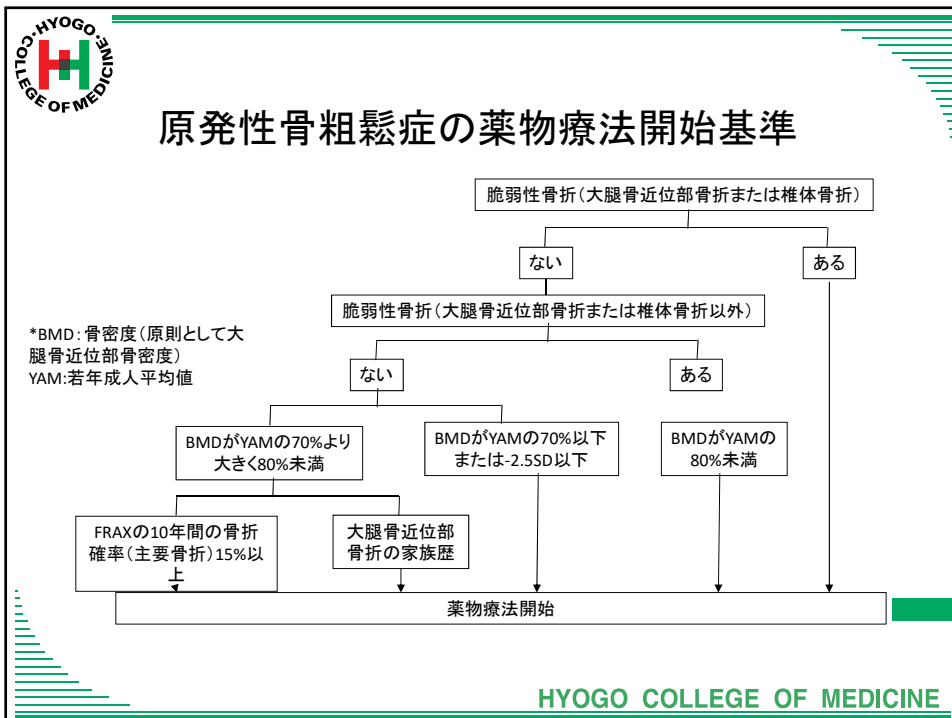 HYOGO
COLLEGE OF MEDICINE
原発性骨粗鬆症の薬物療法開始基準
脆弱性骨折(大腿骨近位部骨折または椎体骨折)
ない
ある
脆弱性骨折(大腿骨近位部骨折または椎体骨折以外)
*BMD:骨密度(原則として大
腿骨近位部骨密度)
YAM:若年成人平均値
ない
ある
BMDがYAMの70%より
大きく80%未満
BMDがYAMの70%以下
または-2.5SD以下
BMDがYAMの
80%未満
FRAXの10年間の骨折
確率(主要骨折)15%以
上
大腿骨近位部
骨折の家族歴
薬物療法開始
HYOGO COLLEGE OF MEDICINE